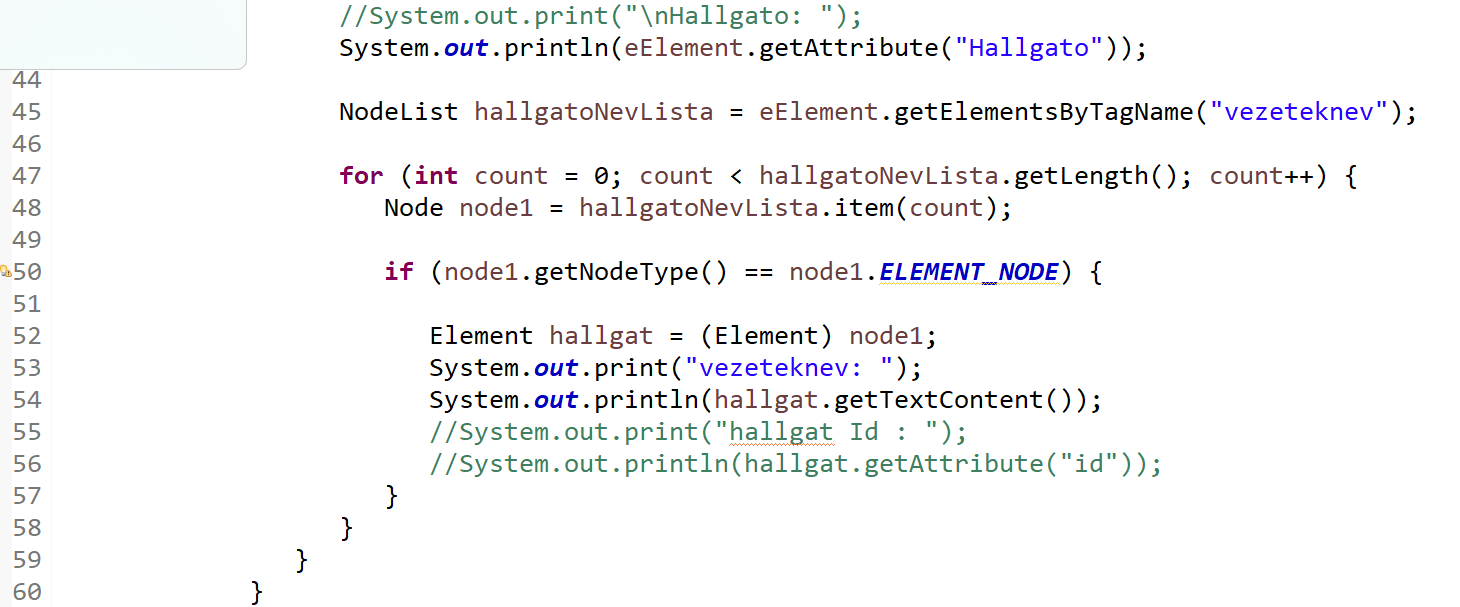 //System.out.print("\nHallgato: ");
System.out.println(eElement.getAttribute("Hallgato"));
44
45 NodeList hallgatoNevLista = eElement.getElementsByTagName("vezeteknev");
46
47 for (int count = 0; count < hallgatoNevLista.getLength(); count++) {
48 Node node1 = hallgatoNevLista.item(count);
49
50 if (node1.getNodeType() == node1.ELEMENT_NODE) {
51
52 Element hallgat = (Element) node1;
53 System.out.print("vezeteknev: ");
54 System.out.println(hallgat.getTextContent());
55 //System.out.print("hallgat Id : ");
56 //System.out.println(hallgat.getAttribute("id"));
57 }
58 }
59 }
60 }